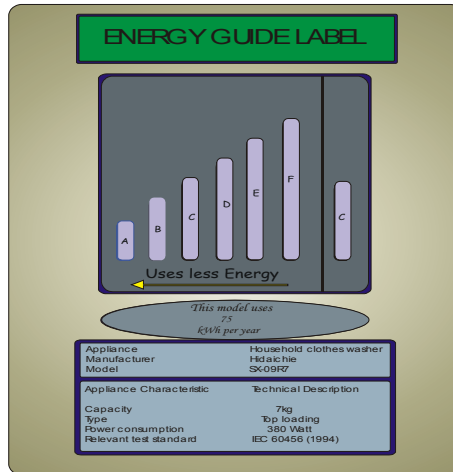 ENERGY GUIDE LABEL
A
B
C
D
E
F
C
Uses less Energy
This model uses
75
kWh per year
Appliance Household clothes washer
Manufacturer Hidaichie
Model SX-09R7
Appliance Characteristic Technical Description
Capacity 7kg
Type Top loading
Power consumption 380 Watt
Relevant test standard IEC 60456 (1994)